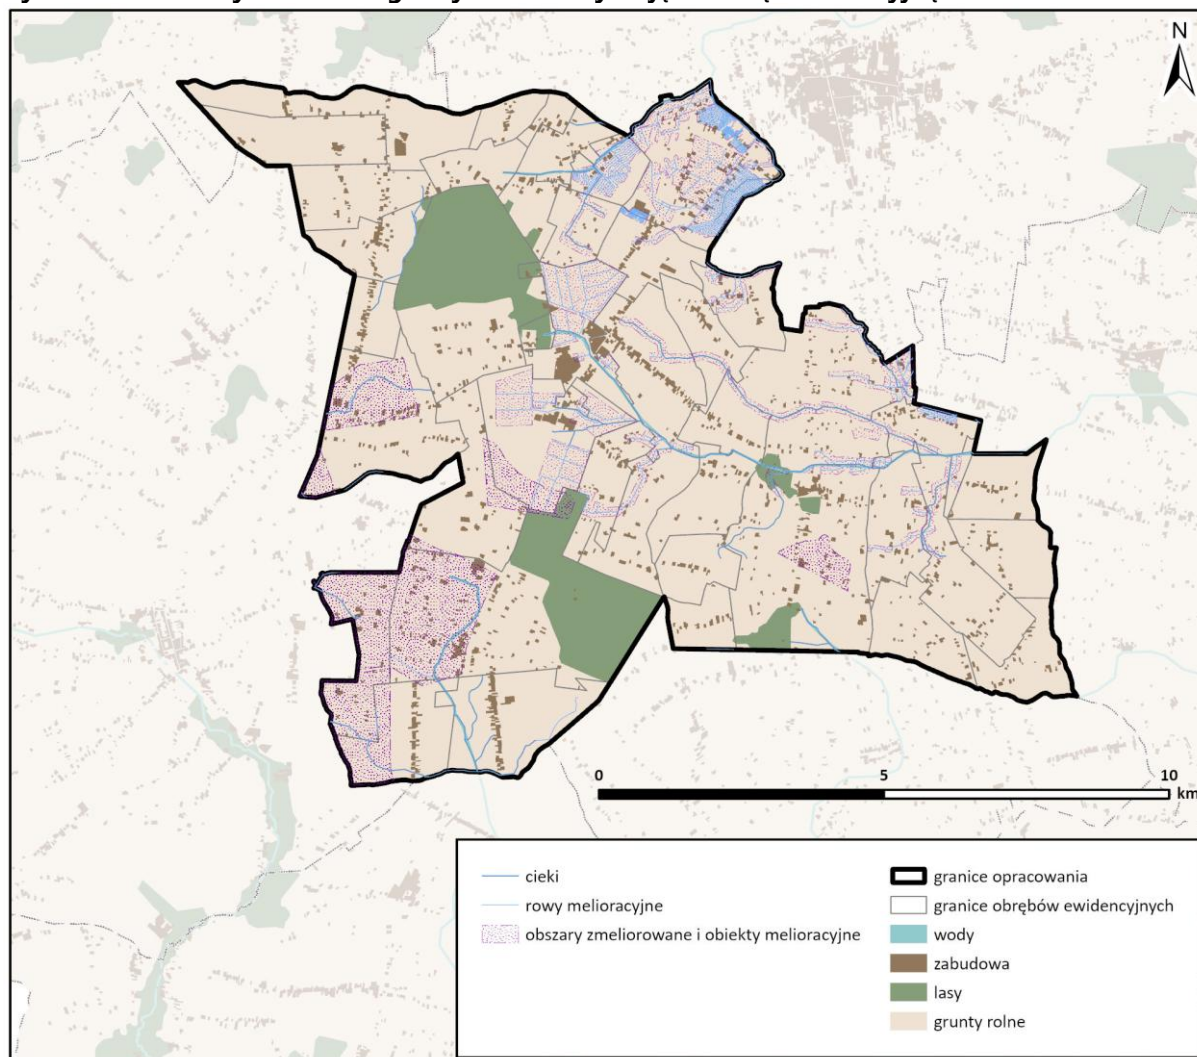 N
0 5 10
km
cieki
rowy melioracyjne
obszary zmeliorowane i obiekty melioracyjne
granice opracowania
granice obrębów ewidencyjnych
wody
zabudowa
lasy
grunty rolne